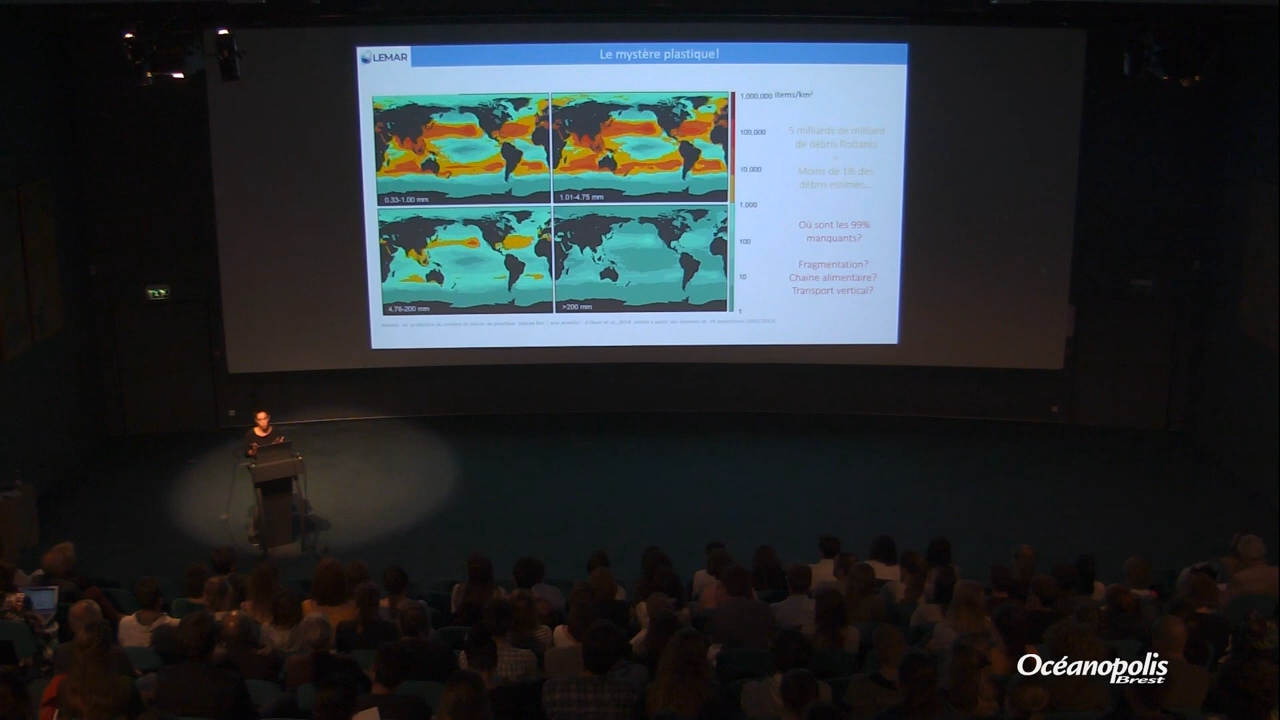 LEMAR
Le mystère plastique!
1,000,000 items/km²
100,000
10,000
1,000
100
10
1
0.33-1.00 mm
1.01-4.75 mm
4.76-200 mm
>200 mm
5 milliards de milliard
de débris flottants
Moins de 1% des
débris estimés...
Où sont les 99%
manquants?
Fragmentation?
Chaine alimentaire?
Transport vertical?
Océanopolis
Brest